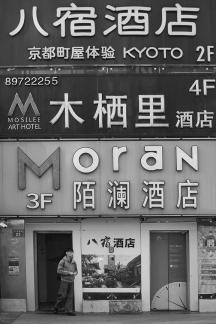 八宿酒店
京都町屋体验 KYOTO 2F
89722255
4F
MOSILEE
ART HOTEL
木栖里 酒店
Moran
3F 陌澜酒店
八宿酒店